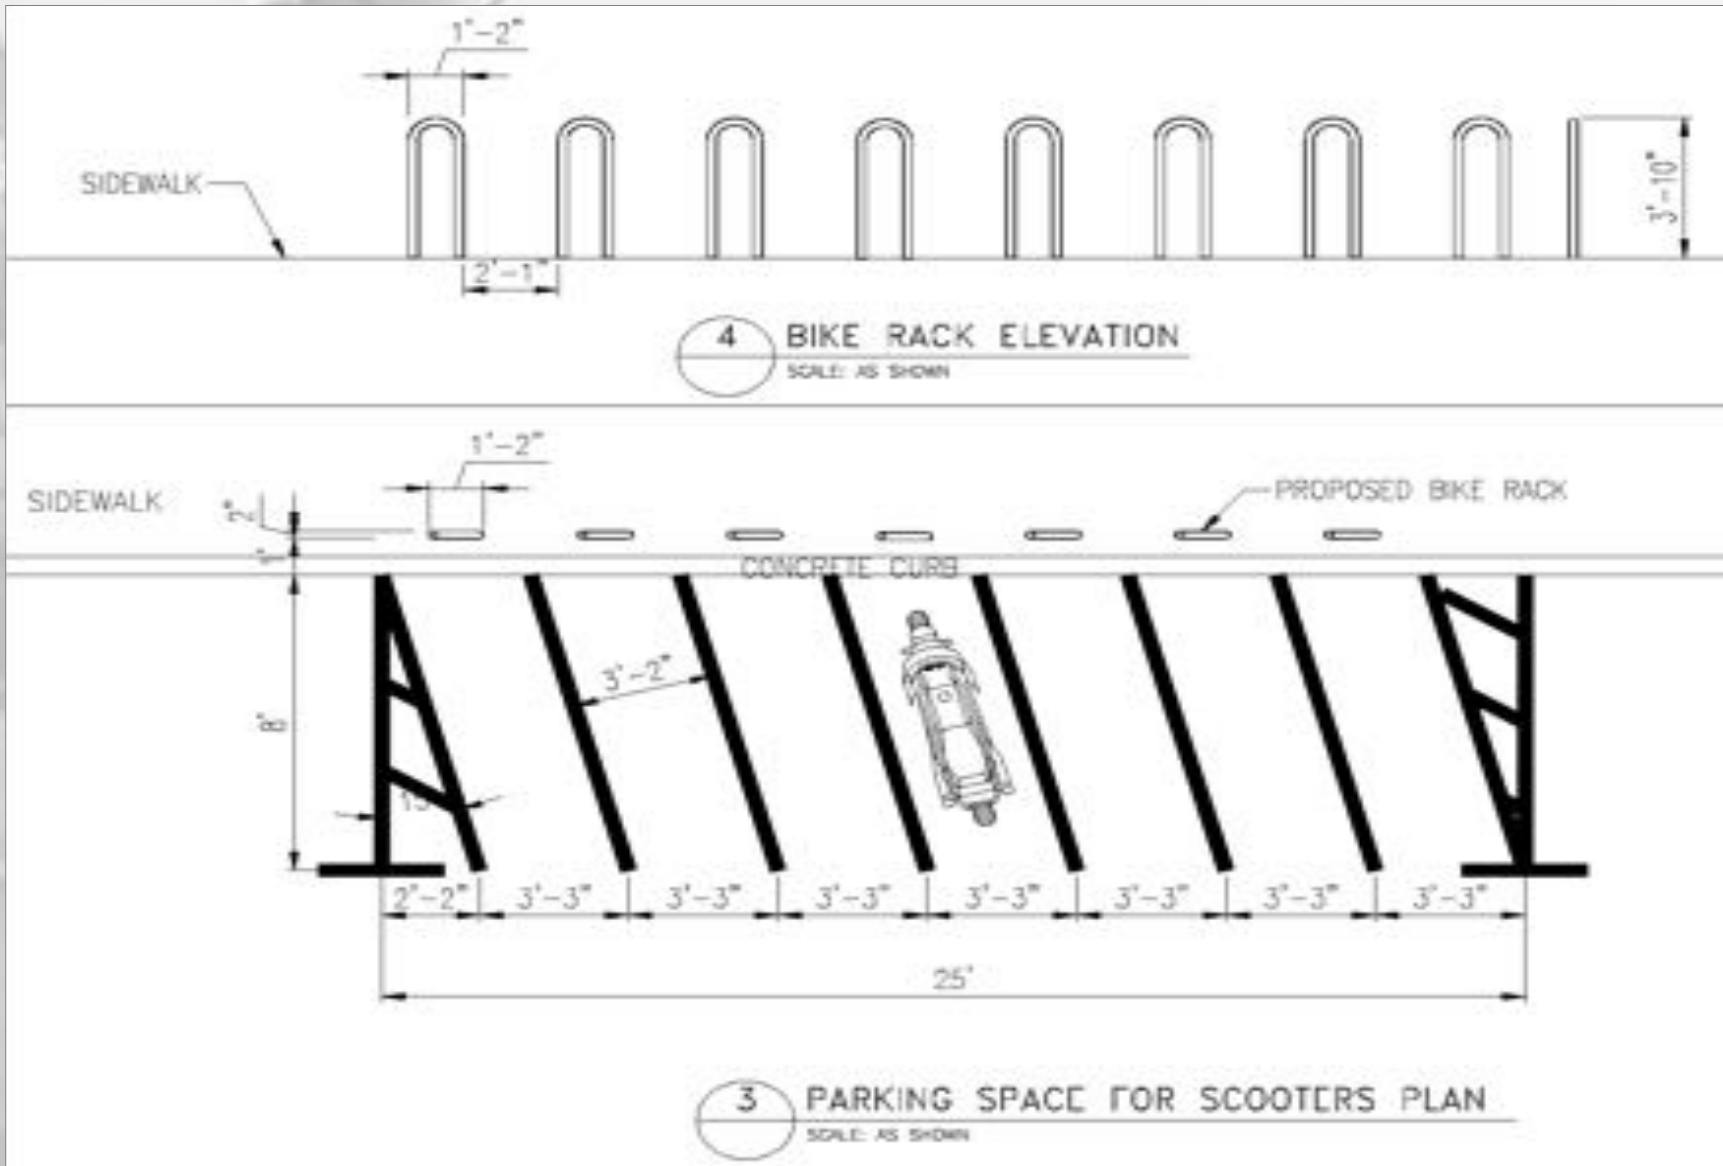 1'-2"
SIDEWALK
3'-10"
2'-1"
4 BIKE RACK ELEVATION
SCALE: AS SHOWN
1'-2"
SIDEWALK
2"
PROPOSED BIKE RACK
1'
CONCRETE CURB
3'-2"
8'
2'-2" 3'-3" 3'-3" 3'-3" 3'-3" 3'-3" 3'-3" 3'-3"
25'
3 PARKING SPACE FOR SCOOTERS PLAN
SCALE: AS SHOWN